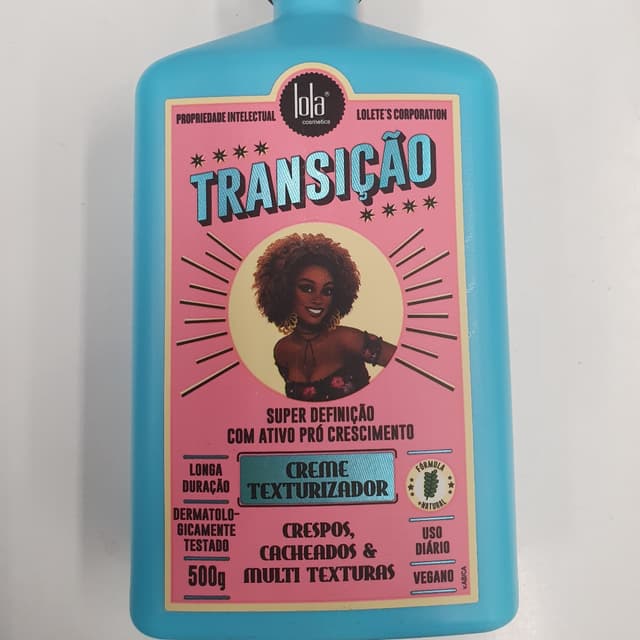 lola®
cosmetics
PROPRIEDADE INTELECTUAL
LOLETE'S CORPORATION
TRANSIÇÃO
SUPER DEFINIÇÃO
COM ATIVO PRÓ CRESCIMENTO
LONGA
DURAÇÃO
DERMATOLO-
GICAMENTE
TESTADO
500g
CREME
TEXTURIZADOR
CRESPOS,
CACHEADOS &
MULTI TEXTURAS
FÓRMULA
+NATURAL
USO
DIÁRIO
VEGANO